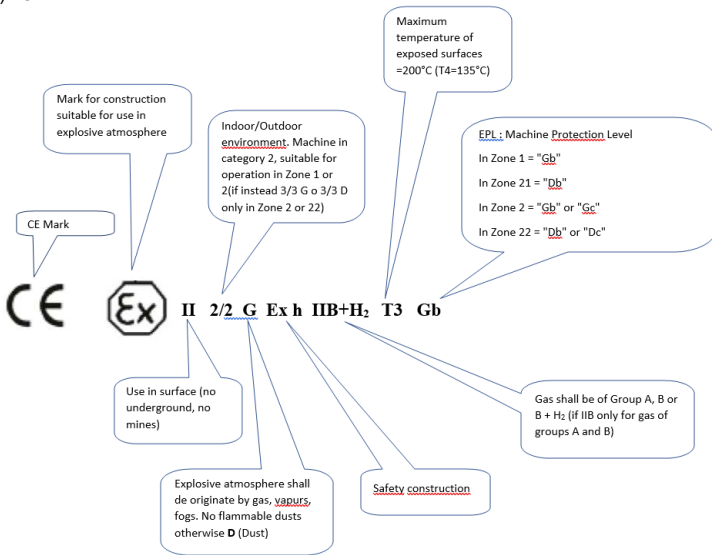 Maximum
temperature of
exposed surfaces
=200°C (T4=135°C)
Mark for construction
suitable for use in
explosive atmosphere
Indoor/Outdoor
environment. Machine in
category 2, suitable for
operation in Zone 1 or
2(if instead 3/3 G o 3/3 D
only in Zone 2 or 22)
EPL : Machine Protection Level
In Zone 1 = "Gb"
In Zone 21 = "Db"
In Zone 2 = "Gb" or "Gc"
In Zone 22 = "Db" or "Dc"
CE Mark
CE Ex II 2/2 G Ex h IIB+H₂ T3 Gb
Use in surface (no
underground, no
mines)
Gas shall be of Group A, B or
B + H₂ (if IIB only for gas of
groups A and B)
Explosive atmosphere shall
de originate by gas, vapurs,
fogs. No flammable dusts
otherwise D (Dust)
Safety construction